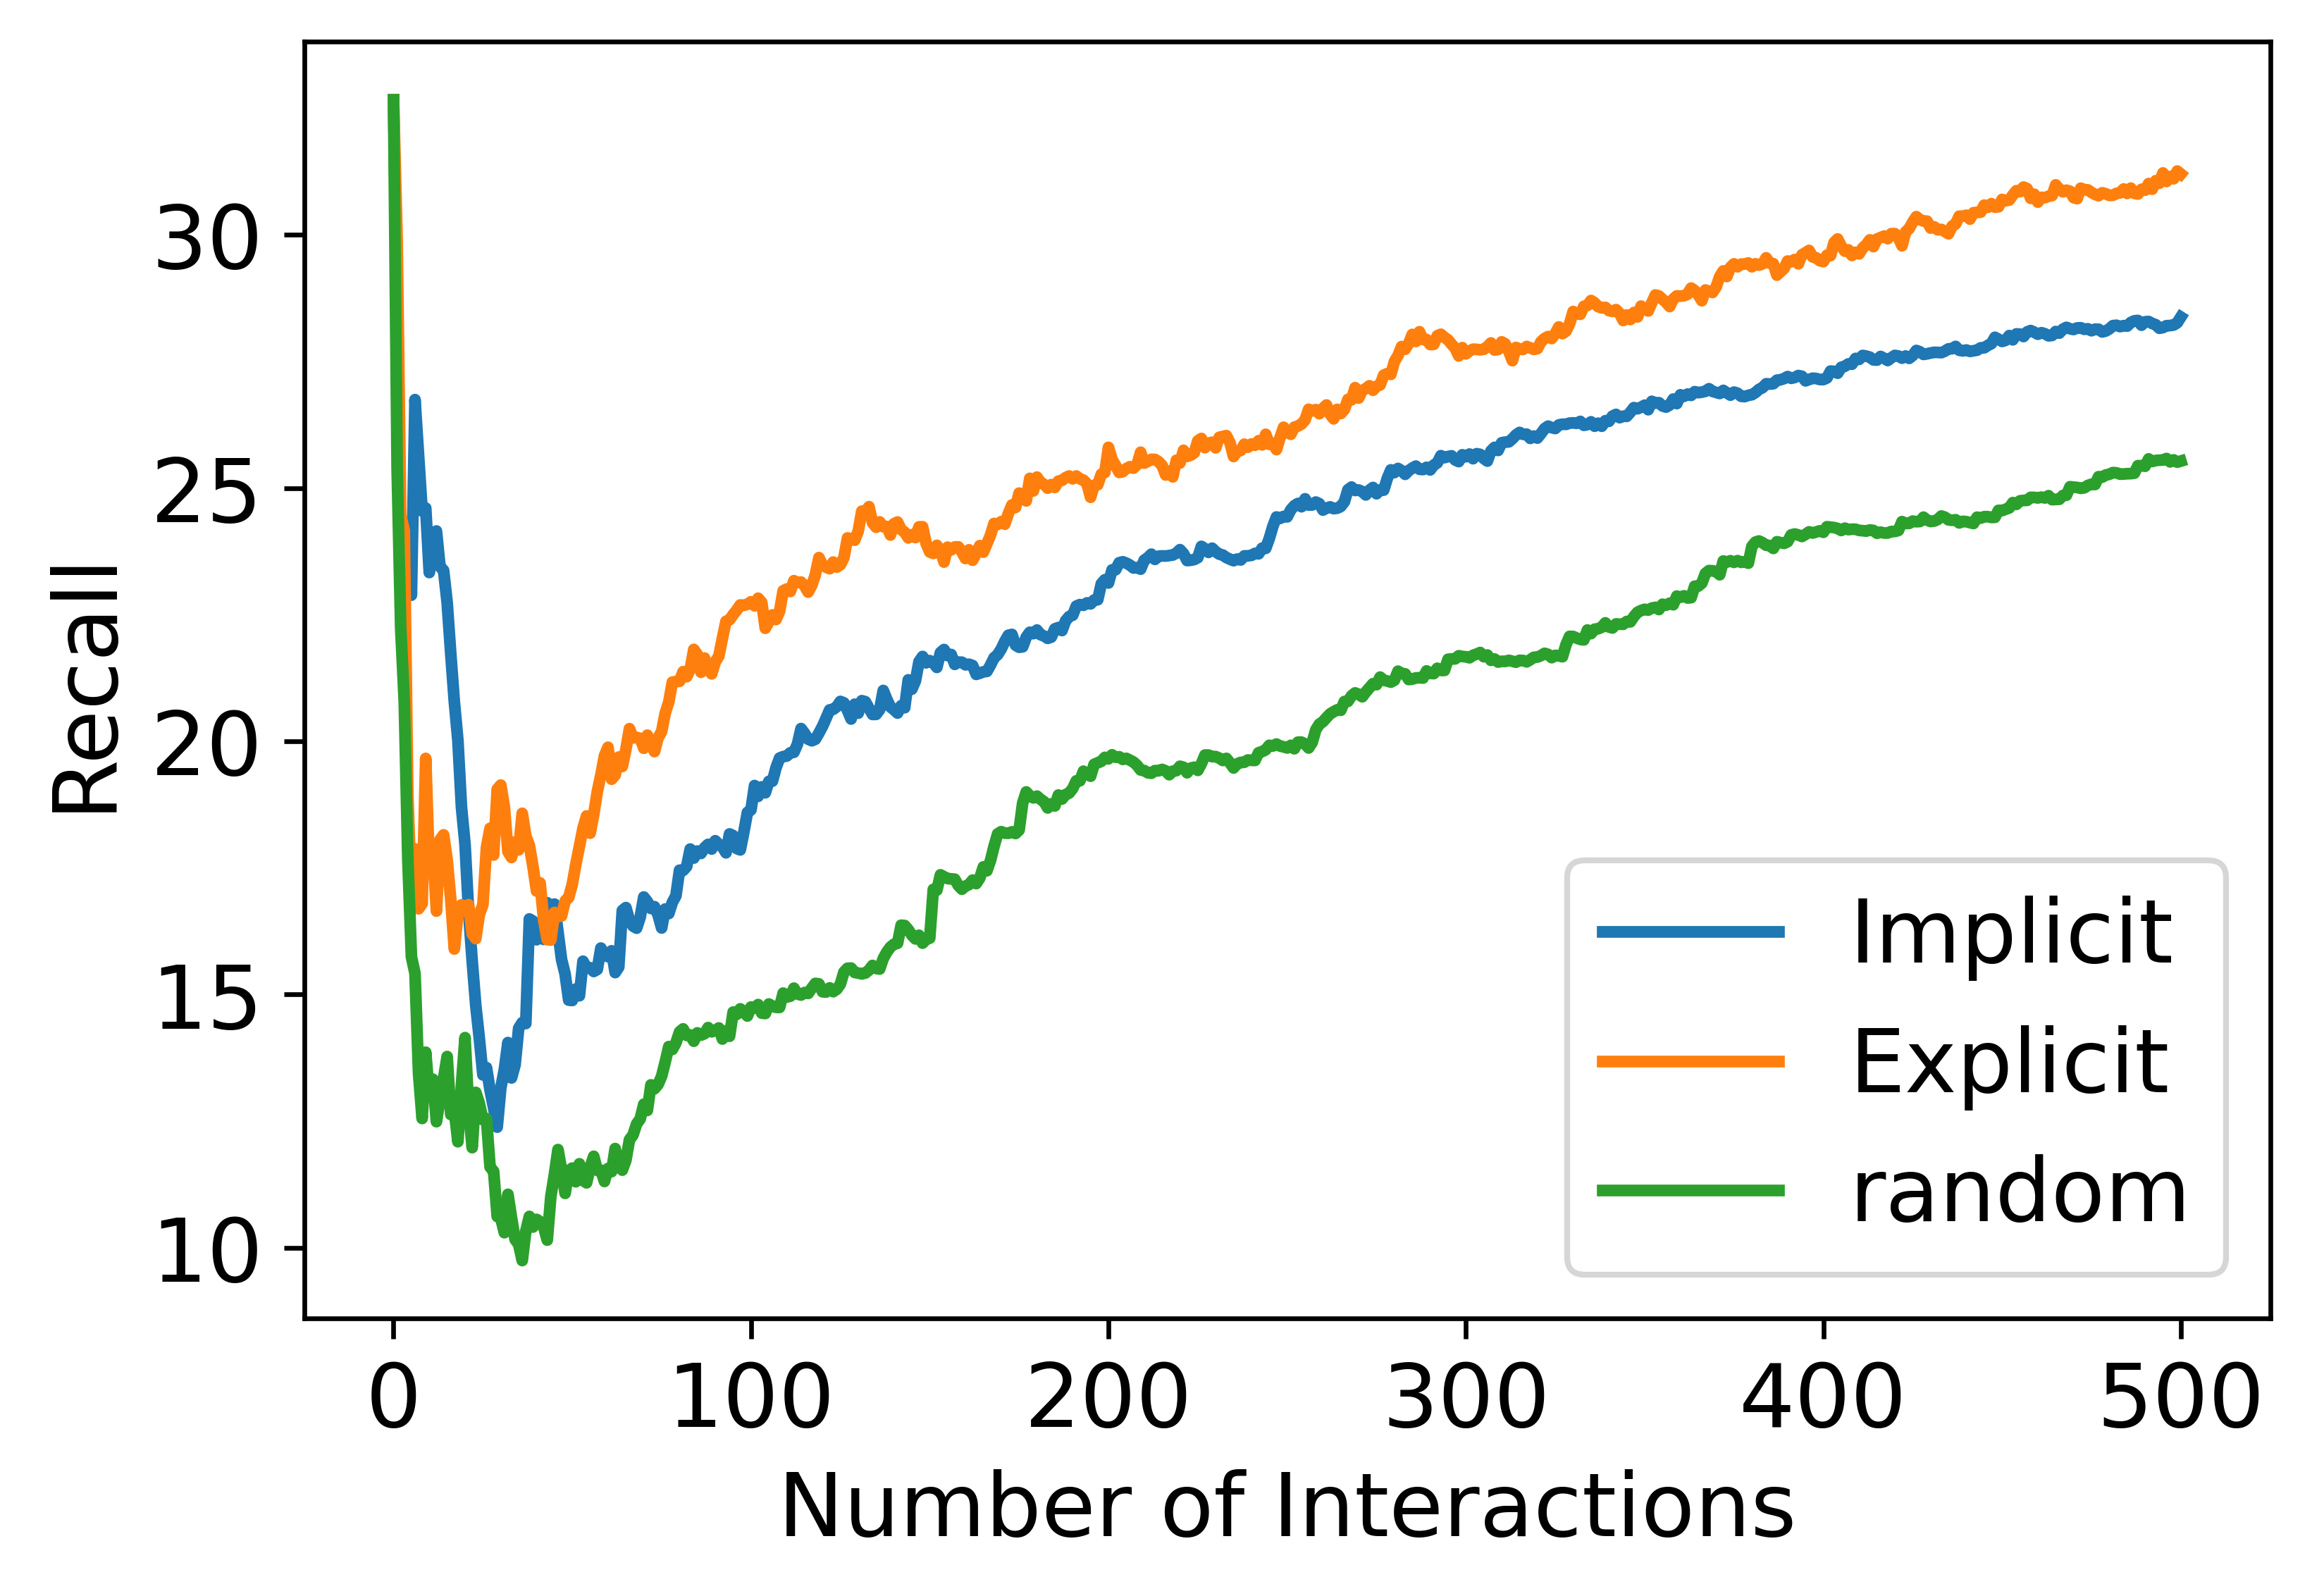 30
25
20
15
10
Recall
0 100 200 300 400 500
Number of Interactions
Implicit
Explicit
random